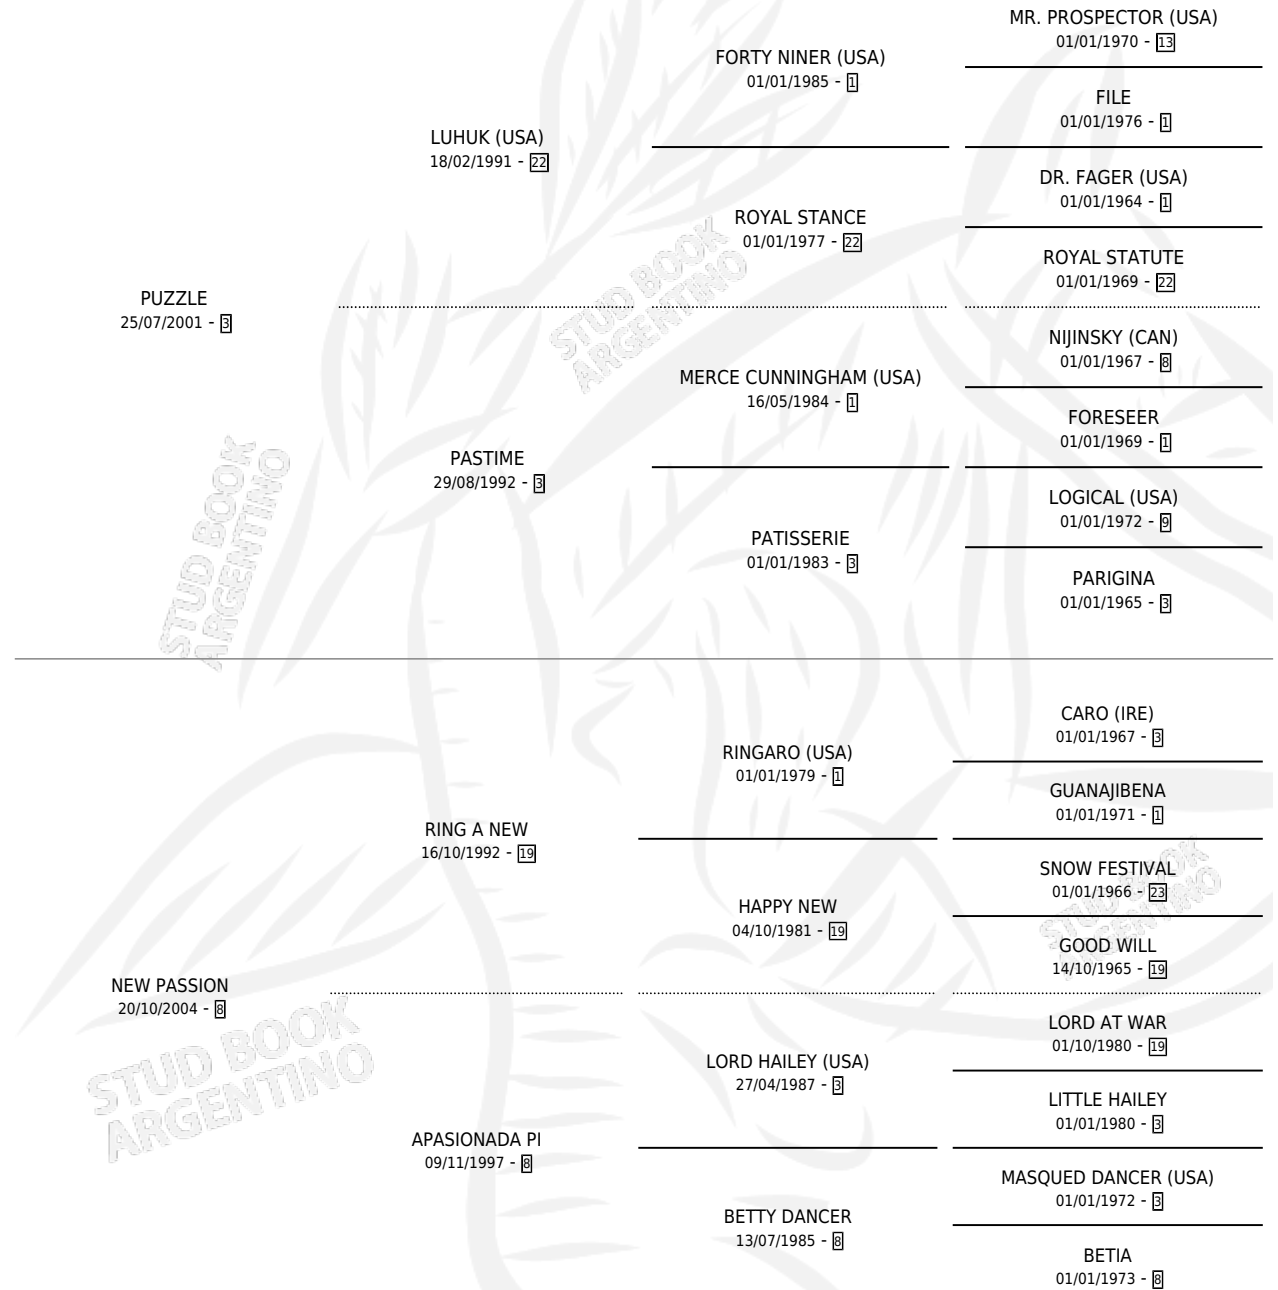 MR. PROSPECTOR (USA)
01/01/1970 - 13
FORTY NINER (USA)
01/01/1985 - 1
FILE
01/01/1976 - 1
LUHUK (USA)
18/02/1991 - 22
DR. FAGER (USA)
01/01/1964 - 1
ROYAL STANCE
01/01/1977 - 22
ROYAL STATUTE
01/01/1969 - 22
PUZZLE
25/07/2001 - 3
NIJINSKY (CAN)
01/01/1967 - 8
MERCE CUNNINGHAM (USA)
16/05/1984 - 1
FORESEER
01/01/1969 - 1
PASTIME
29/08/1992 - 3
LOGICAL (USA)
01/01/1972 - 9
PATISSERIE
01/01/1983 - 3
PARIGINA
01/01/1965 - 3
CARO (IRE)
01/01/1967 - 3
RINGARO (USA)
01/01/1979 - 1
GUANAJIBENA
01/01/1971 - 1
RING A NEW
16/10/1992 - 19
SNOW FESTIVAL
01/01/1966 - 23
HAPPY NEW
04/10/1981 - 19
GOOD WILL
14/10/1965 - 19
NEW PASSION
20/10/2004 - 8
LORD AT WAR
01/10/1980 - 19
LORD HAILEY (USA)
27/04/1987 - 3
LITTLE HAILEY
01/01/1980 - 3
APASIONADA PI
09/11/1997 - 8
MASQUED DANCER (USA)
01/01/1972 - 3
BETTY DANCER
13/07/1985 - 8
BETIA
01/01/1973 - 8
STUD BOOK
ARGENTINO
STUD BOOK
ARGENTINO
STUD BOOK
ARGENTINO
STUD BOOK
ARGENTINO